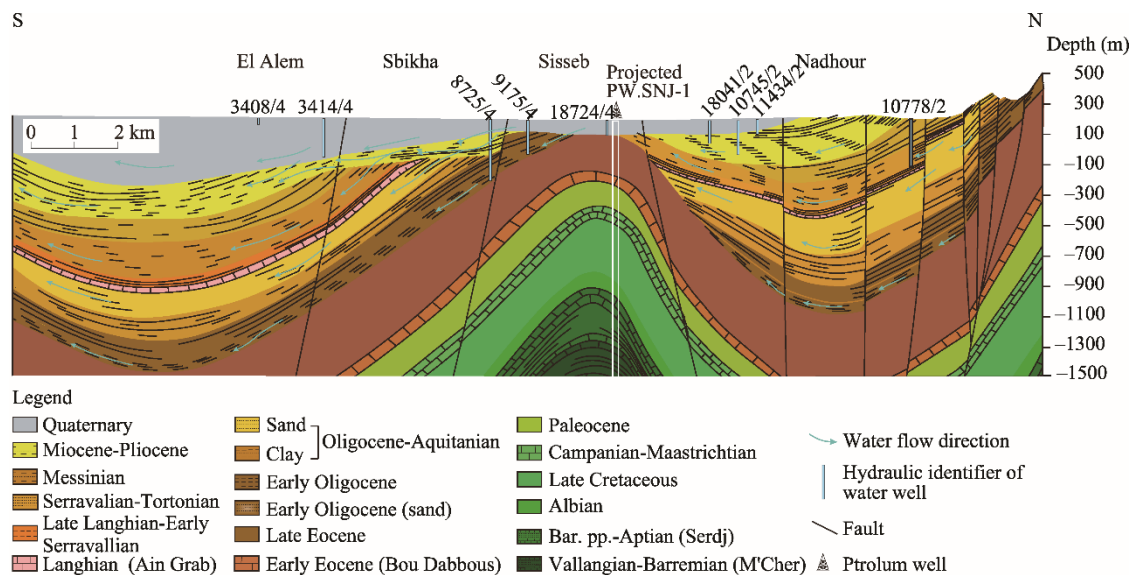 S
N
Depth (m)
El Alem
Sbikha
Sisseb
Projected
PW.SNJ-1
Nadhour
3408/4
3414/4
8725/4
9175/4
18724/4
18041/2
10745/2
11434/2
10778/2
0 1 2 km
500
300
100
−100
−300
−500
−700
−900
−1100
−1300
−1500
Legend
Quaternary
Miocene-Pliocene
Messinian
Serravalian-Tortonian
Late Langhian-Early
Serravallian
Langhian (Ain Grab)
Sand
Clay
Oligocene-Aquitanian
Early Oligocene
Early Oligocene (sand)
Late Eocene
Early Eocene (Bou Dabbous)
Paleocene
Campanian-Maastrichtian
Late Cretaceous
Albian
Bar. pp.-Aptian (Serdj)
Vallangian-Barremian (M'Cher)
Water flow direction
Hydraulic identifier of
water well
Fault
Ptrolum well